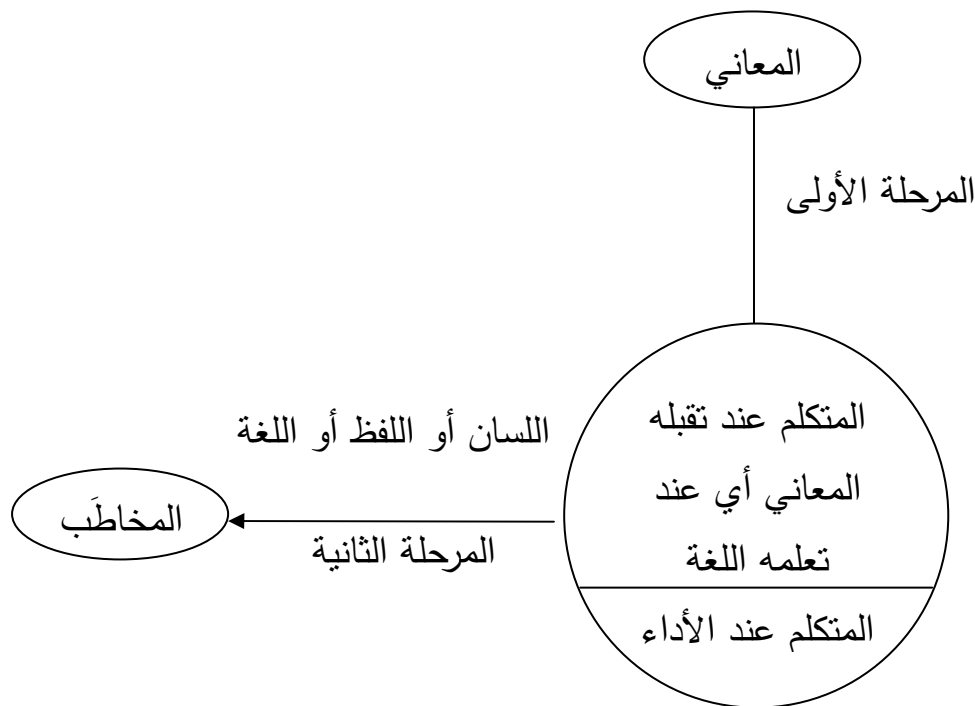 المعاني
المرحلة الأولى
المتكلم عند تقبله
المعاني أي عند
تعلمه اللغة
المتكلم عند الأداء
اللسان أو اللفظ أو اللغة
المرحلة الثانية
المخاطَب